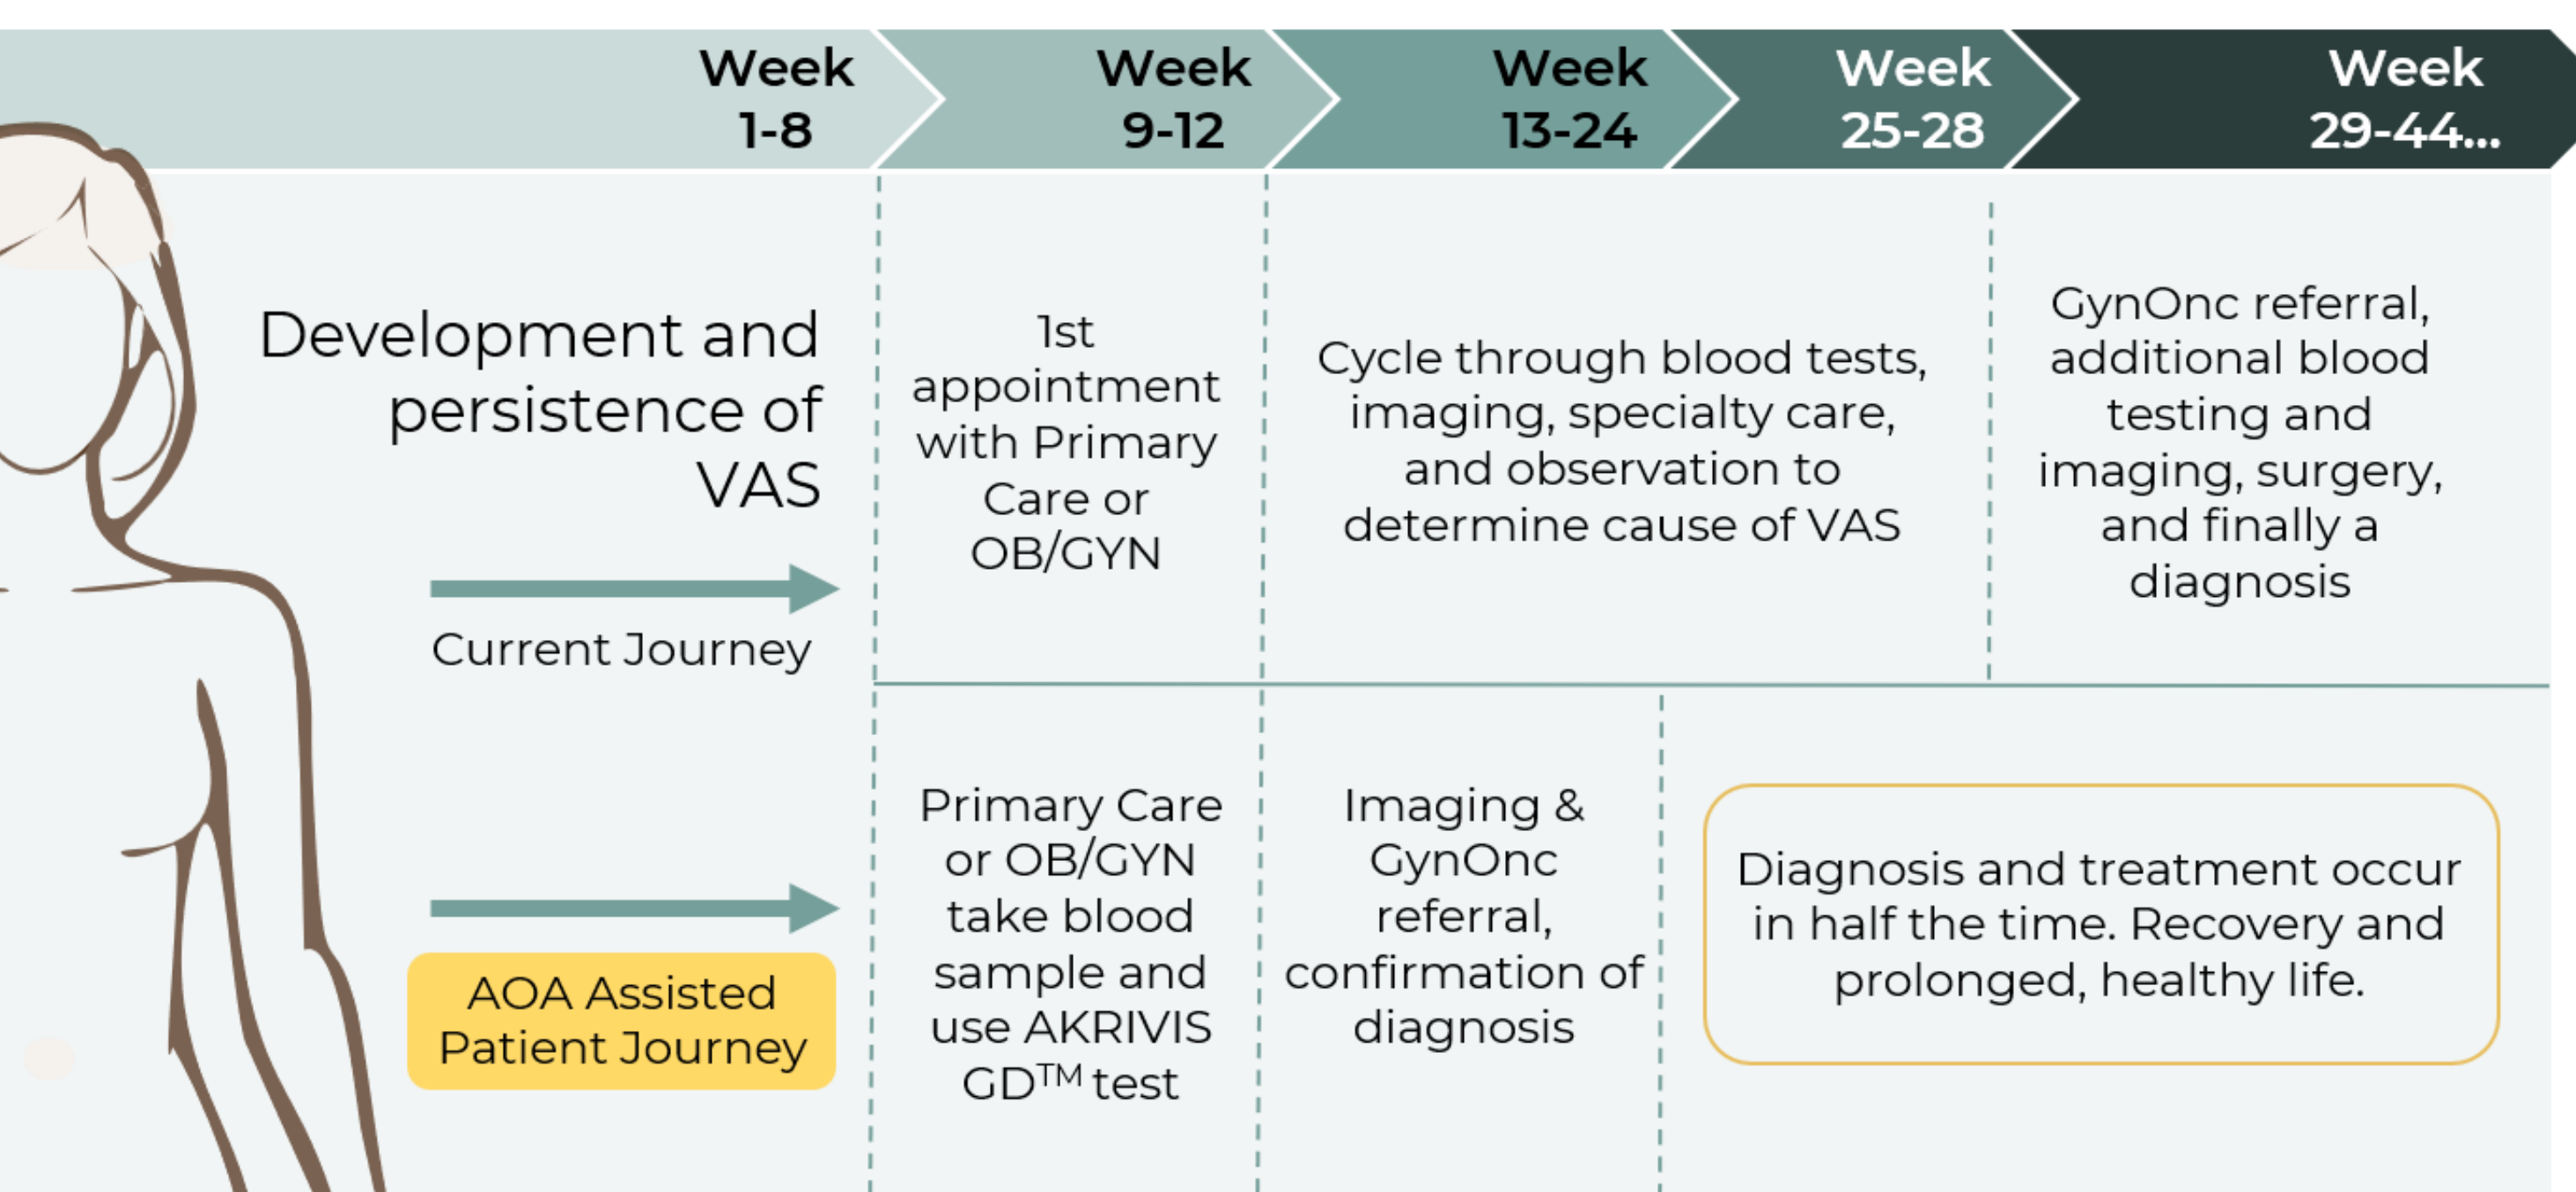 Week
1-8
Week
9-12
Week
13-24
Week
25-28
Week
29-44...
Development and
persistence of
VAS
Current Journey
1st
appointment
with Primary
Care or
OB/GYN
Cycle through blood tests,
imaging, specialty care,
and observation to
determine cause of VAS
GynOnc referral,
additional blood
testing and
imaging, surgery,
and finally a
diagnosis
AOA Assisted
Patient Journey
Primary Care
or OB/GYN
take blood
sample and
use AKRIVIS
GD™ test
Imaging &
GynOnc
referral,
confirmation of
diagnosis
Diagnosis and treatment occur
in half the time. Recovery and
prolonged, healthy life.